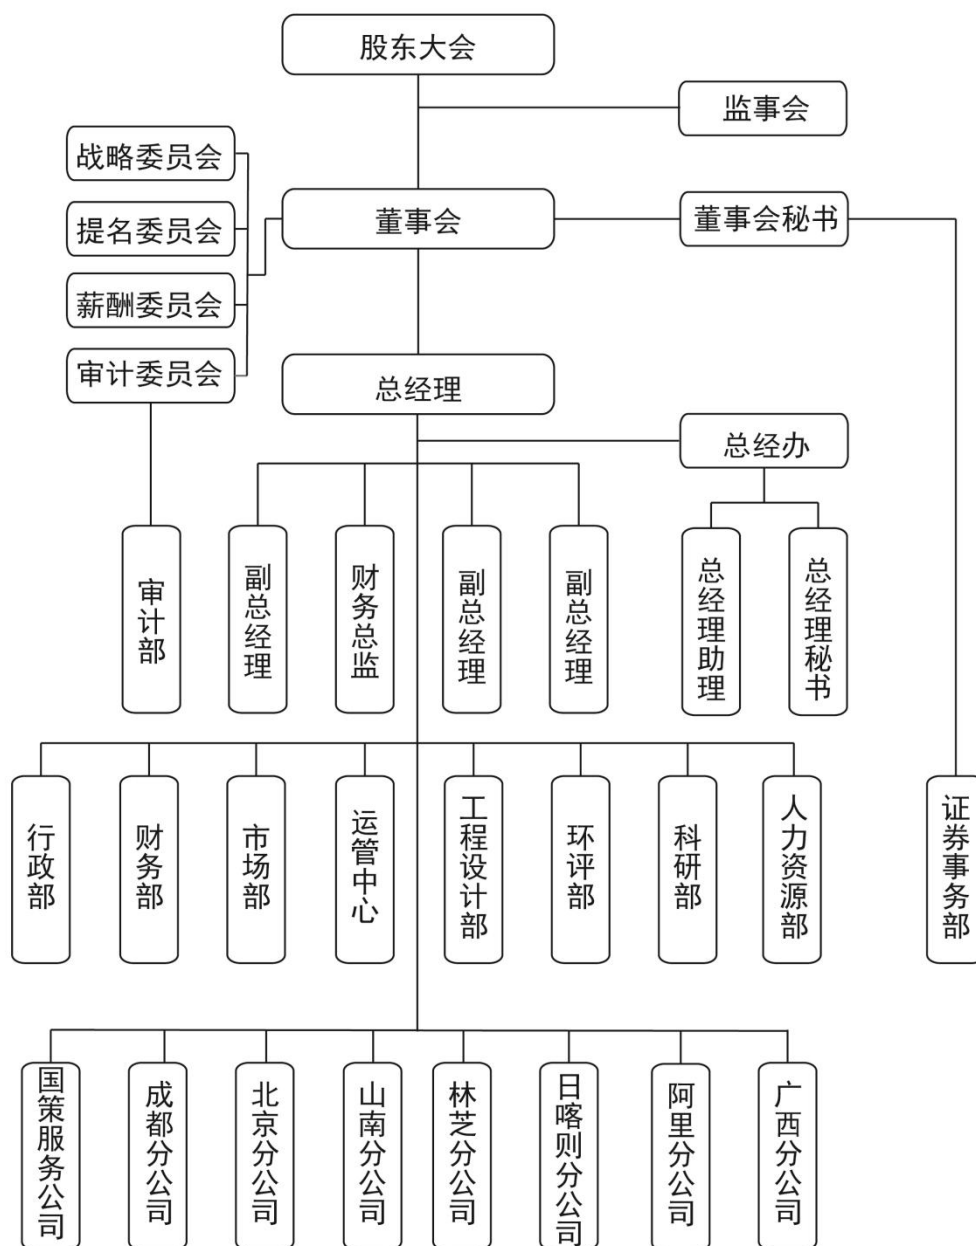 股东大会
监事会
战略委员会
提名委员会
薪酬委员会
审计委员会
董事会
董事会秘书
总经理
总经办
审计部
副总经理
财务总监
副总经理
副总经理
总经理助理
总经理秘书
行政部
财务部
市场部
运管中心
工程设计部
环评部
科研部
人力资源部
证券事务部
国策服务公司
成都分公司
北京分公司
山南分公司
林芝分公司
日喀则分公司
阿里分公司
广西分公司